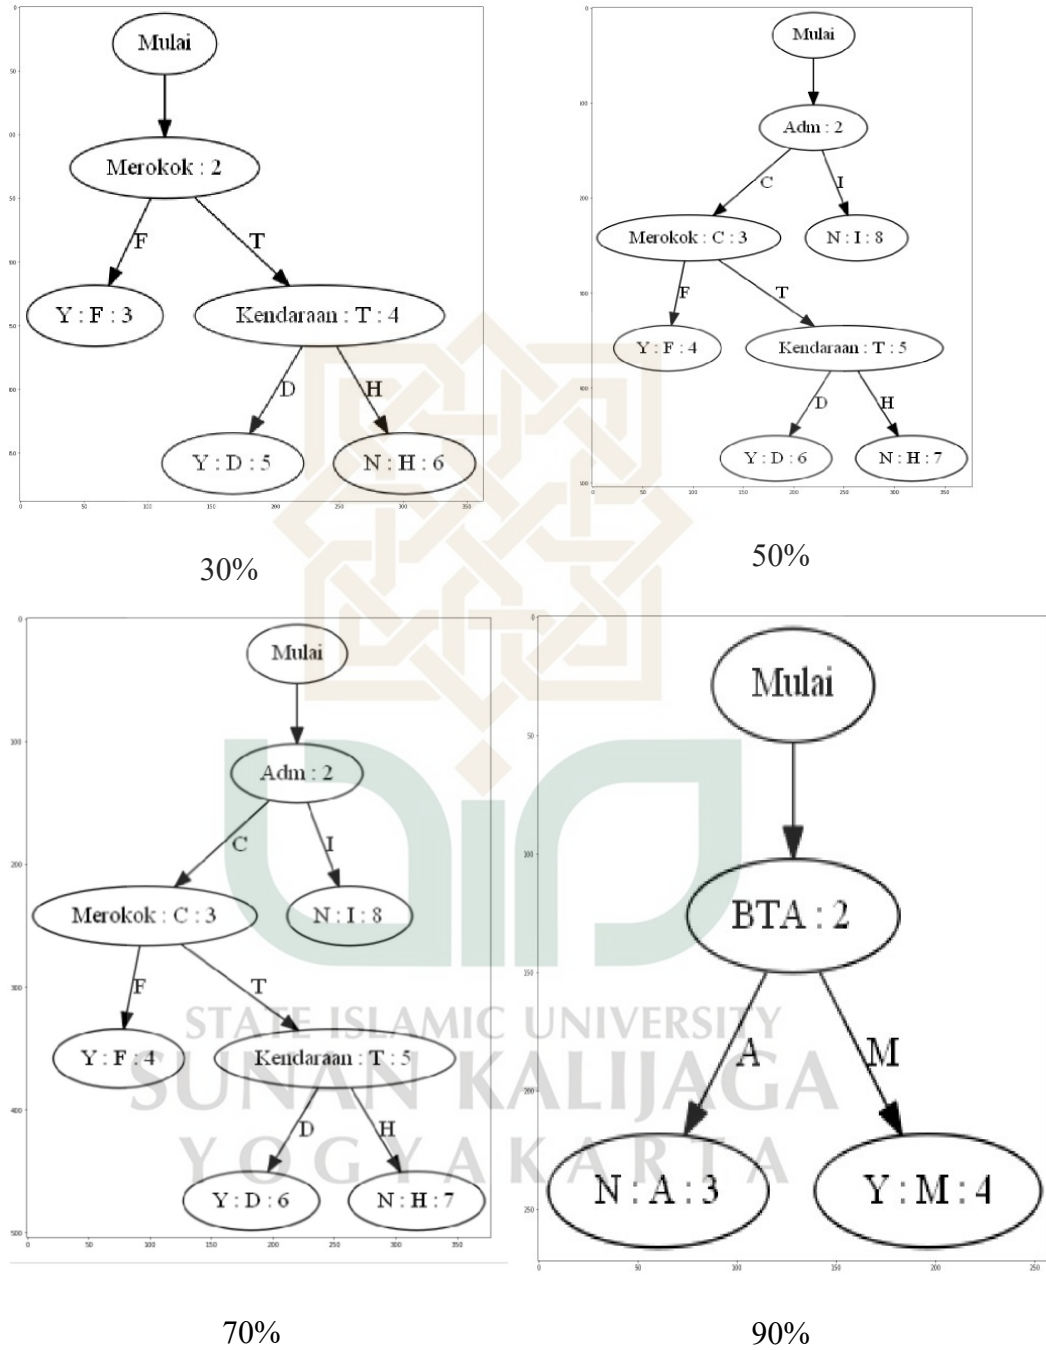 Mulai
Merokok : 2
F
T
Y : F : 3
Kendaraan : T : 4
D
H
Y : D : 5
N : H : 6
30%
Mulai
Adm : 2
C
I
Merokok : C : 3
N : I : 8
F
T
Y : F : 4
Kendaraan : T : 5
D
H
Y : D : 6
N : H : 7
50%
Mulai
Adm : 2
C
I
Merokok : C : 3
N : I : 8
F
T
Y : F : 4
Kendaraan : T : 5
D
H
Y : D : 6
N : H : 7
70%
Mulai
BTA : 2
A
M
N : A : 3
Y : M : 4
90%
STATE ISLAMIC UNIVERSITY
SUNAN KALIJAGA
YOGYAKARTA